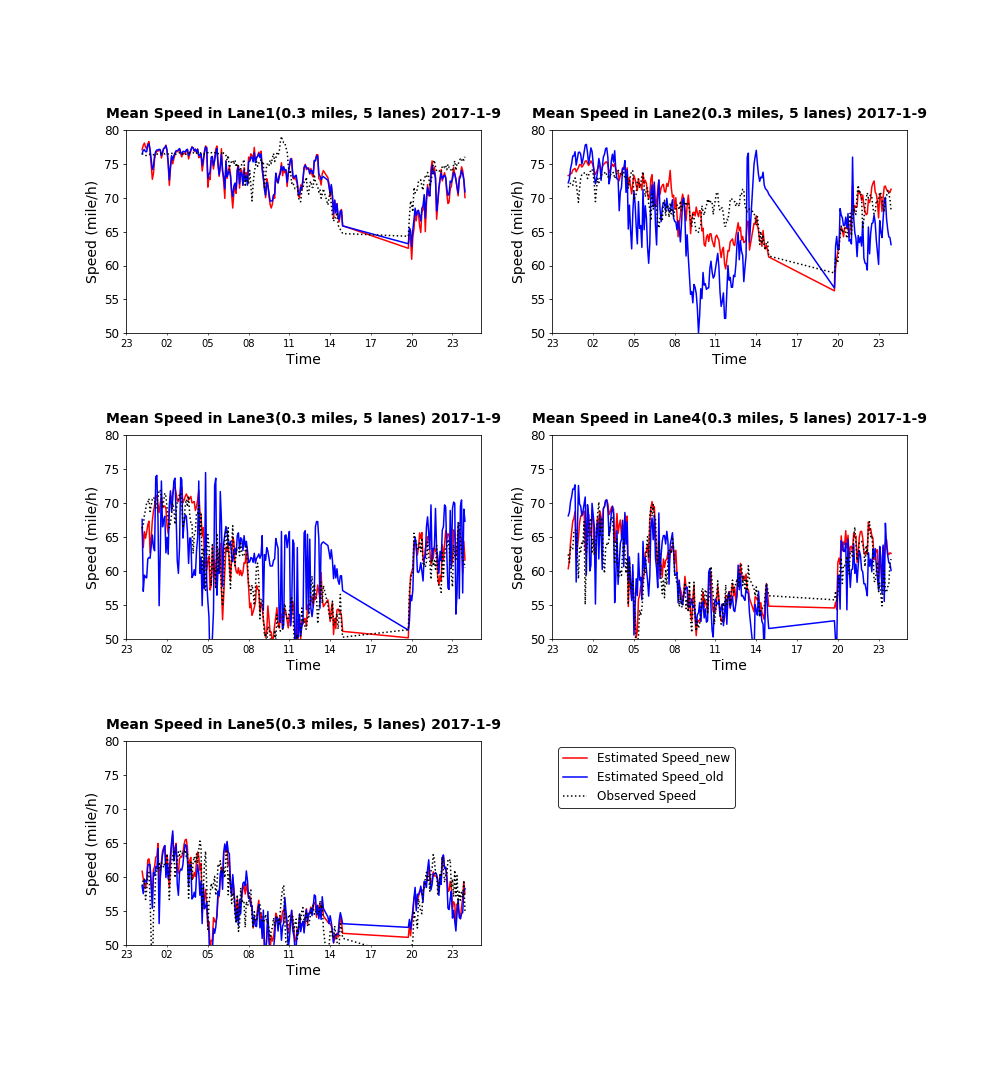 Mean Speed in Lane1(0.3 miles, 5 lanes) 2017-1-9
80
75
70
65
60
55
50
Speed (mile/h)
23 02 05 08 11 14 17 20 23
Time
Mean Speed in Lane2(0.3 miles, 5 lanes) 2017-1-9
80
75
70
65
60
55
50
Speed (mile/h)
23 02 05 08 11 14 17 20 23
Time
Mean Speed in Lane3(0.3 miles, 5 lanes) 2017-1-9
80
75
70
65
60
55
50
Speed (mile/h)
23 02 05 08 11 14 17 20 23
Time
Mean Speed in Lane4(0.3 miles, 5 lanes) 2017-1-9
80
75
70
65
60
55
50
Speed (mile/h)
23 02 05 08 11 14 17 20 23
Time
Mean Speed in Lane5(0.3 miles, 5 lanes) 2017-1-9
80
75
70
65
60
55
50
Speed (mile/h)
23 02 05 08 11 14 17 20 23
Time
Estimated Speed_new
Estimated Speed_old
Observed Speed